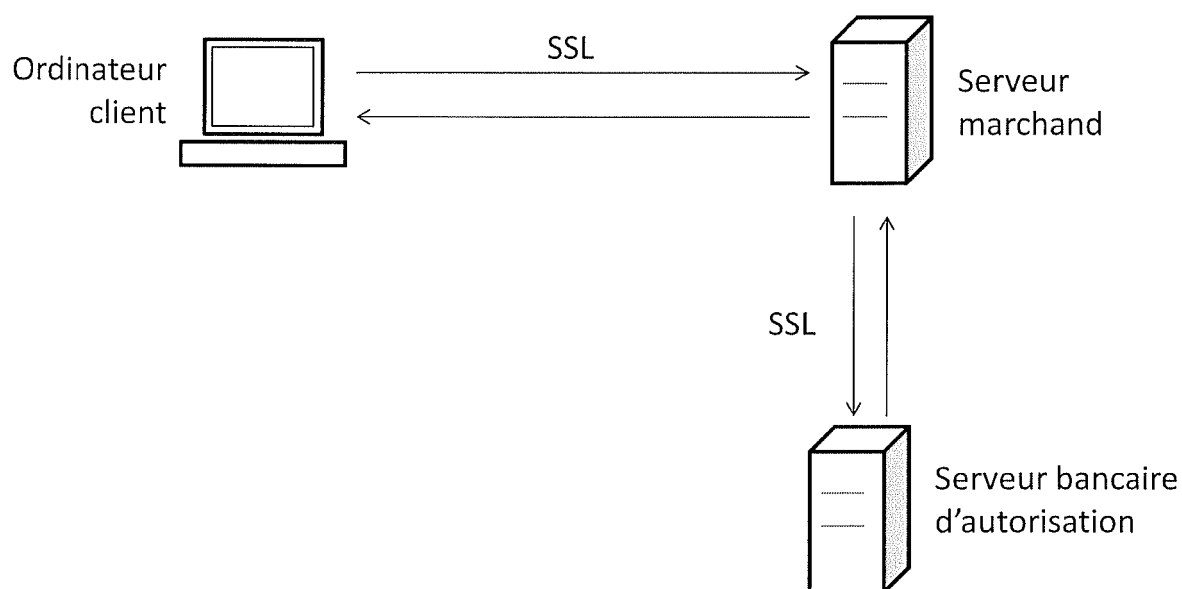 Ordinateur
client
SSL
Serveur
marchand
SSL
Serveur bancaire
d'autorisation